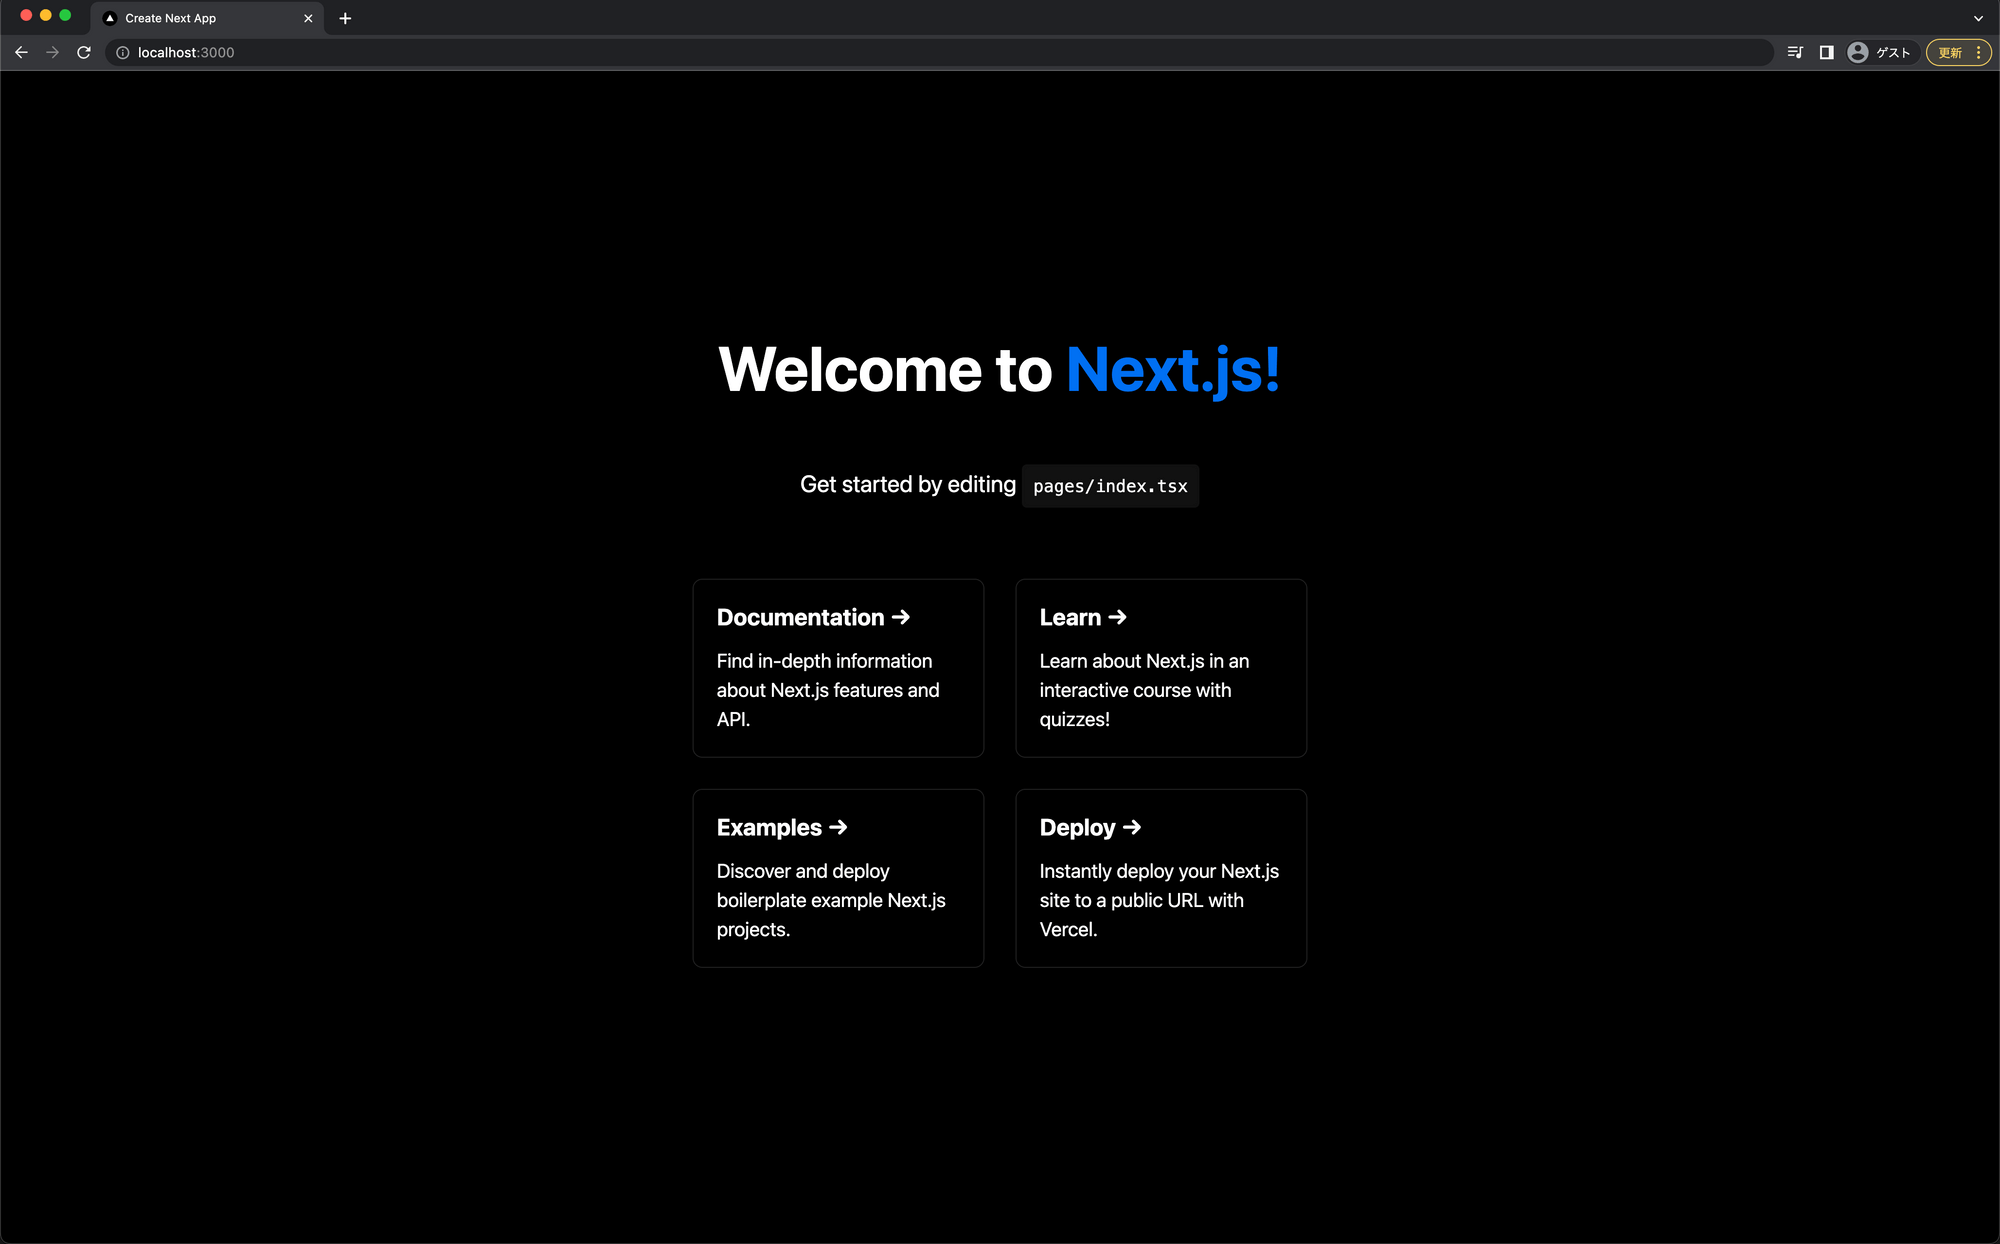 Create Next App
localhost:3000
ゲスト
更新
Welcome to Next.js!
Get started by editing pages/index.tsx
Documentation →
Find in-depth information
about Next.js features and
API.
Learn →
Learn about Next.js in an
interactive course with
quizzes!
Examples →
Discover and deploy
boilerplate example Next.js
projects.
Deploy →
Instantly deploy your Next.js
site to a public URL with
Vercel.